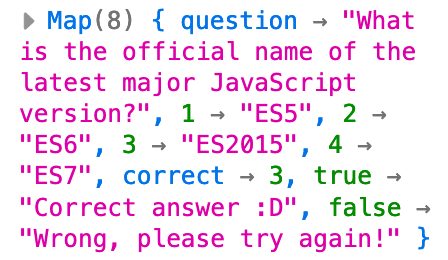 ▶ Map(8) { question → "What
is the official name of the
latest major JavaScript
version?", 1 → "ES5", 2 →
"ES6", 3 → "ES2015", 4 →
"ES7", correct → 3, true →
"Correct answer :D", false →
"Wrong, please try again!" }